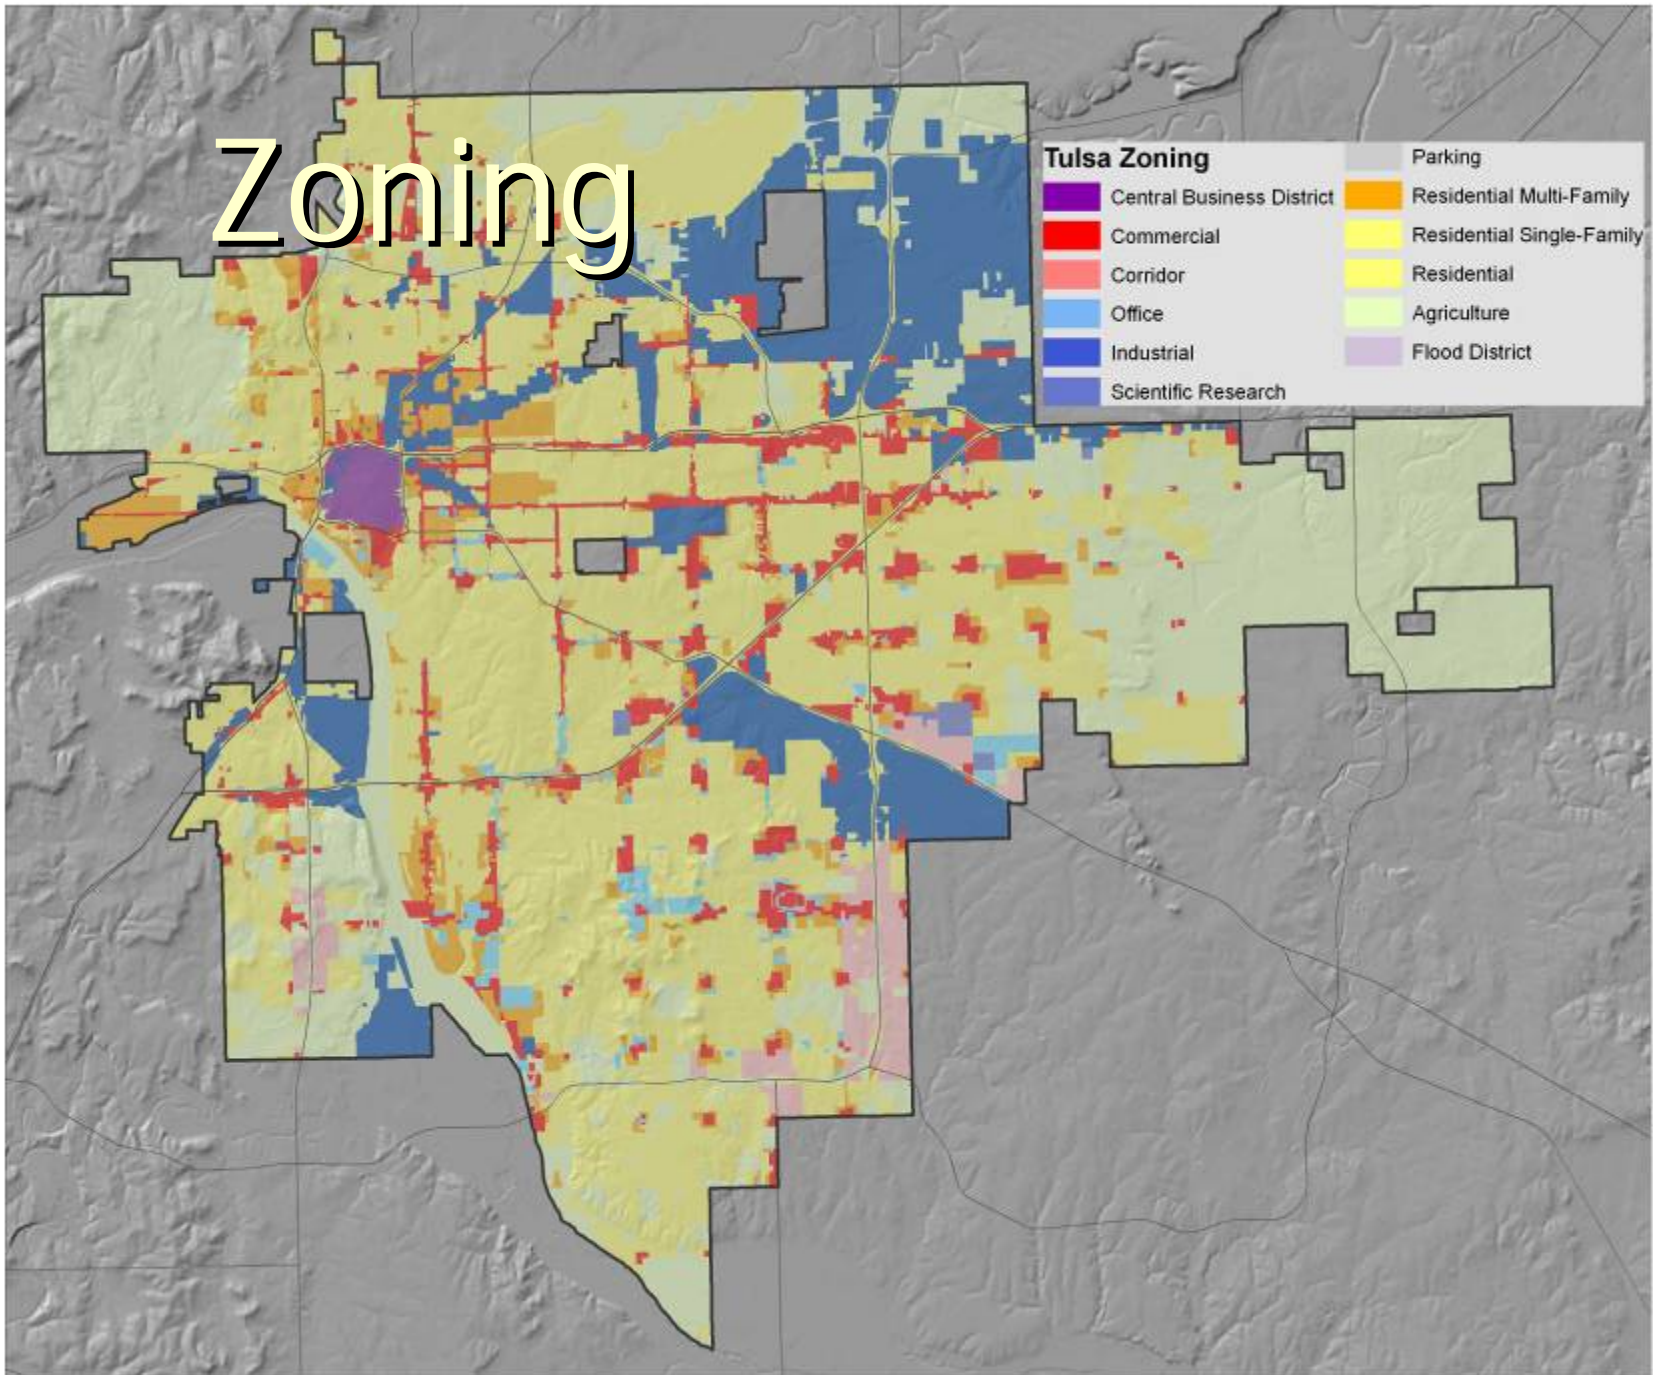 Zoning
Tulsa Zoning
Central Business District
Commercial
Corridor
Office
Industrial
Scientific Research
Parking
Residential Multi-Family
Residential Single-Family
Residential
Agriculture
Flood District